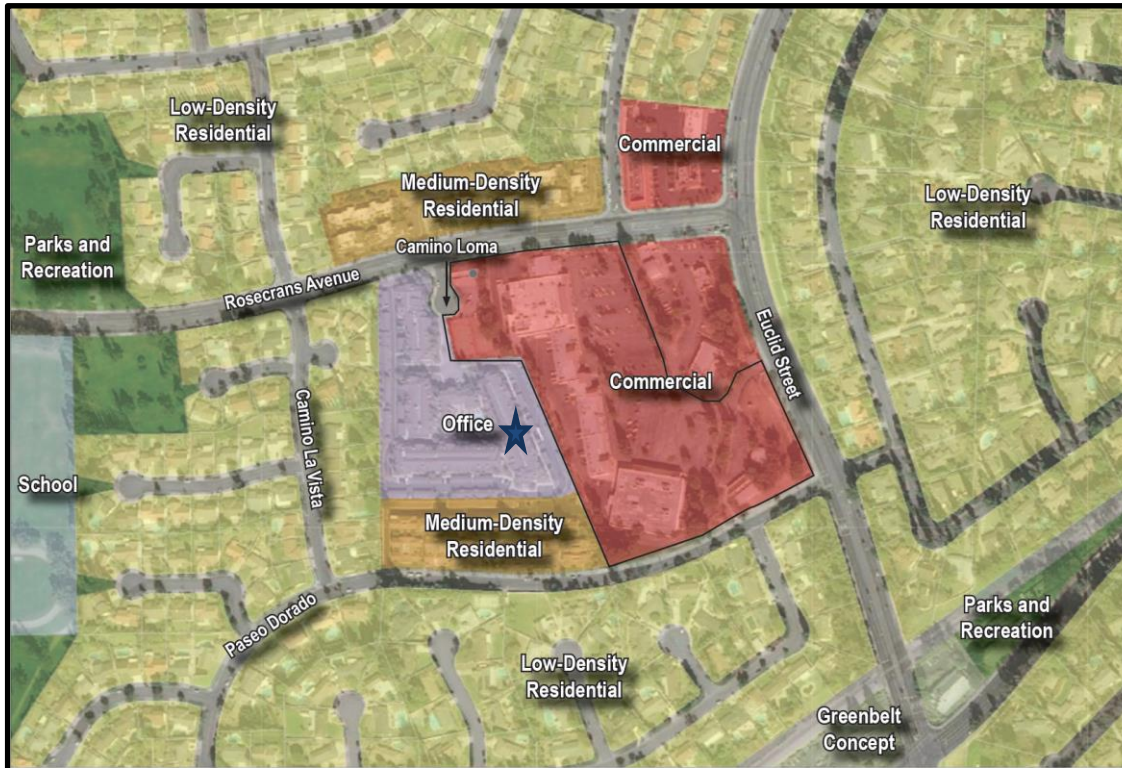 Low-Density
Residential
Commercial
Medium-Density
Residential
Low-Density
Residential
Parks and
Recreation
Camino Loma
Rosecrans Avenue
Euclid Street
Commercial
Camino La Vista
Office
School
Medium-Density
Residential
Paseo Dorado
Parks and
Recreation
Low-Density
Residential
Greenbelt
Concept